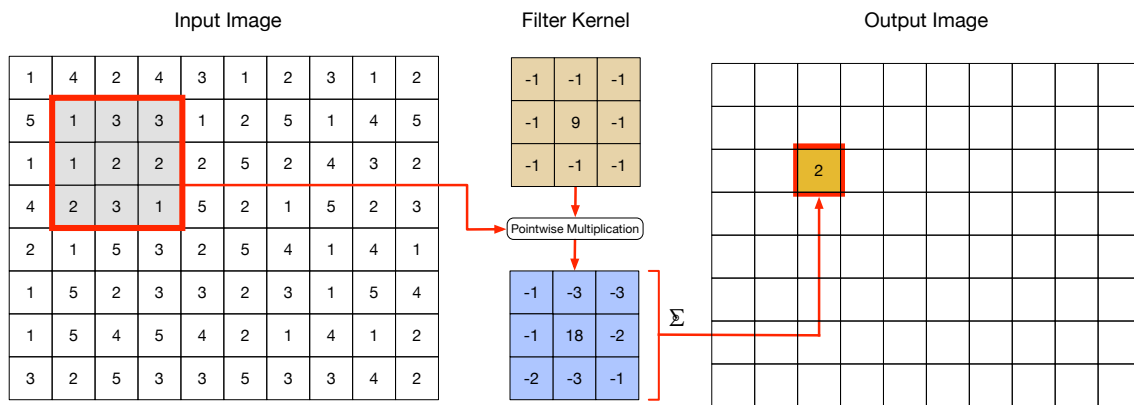 Input Image Filter Kernel Output Image
1 4 2 4 3 1 2 3 1 2
5 1 3 3 1 2 5 1 4 5
1 1 2 2 2 5 2 4 3 2
4 2 3 1 5 2 1 5 2 3
2 1 5 3 2 5 4 1 4 1
1 5 2 3 3 2 3 1 5 4
1 5 4 5 4 2 1 4 1 2
3 2 5 3 3 5 3 3 4 2
-1 -1 -1
-1 9 -1
-1 -1 -1
Pointwise Multiplication
-1 -3 -3
-1 18 -2
-2 -3 -1
Σ
2